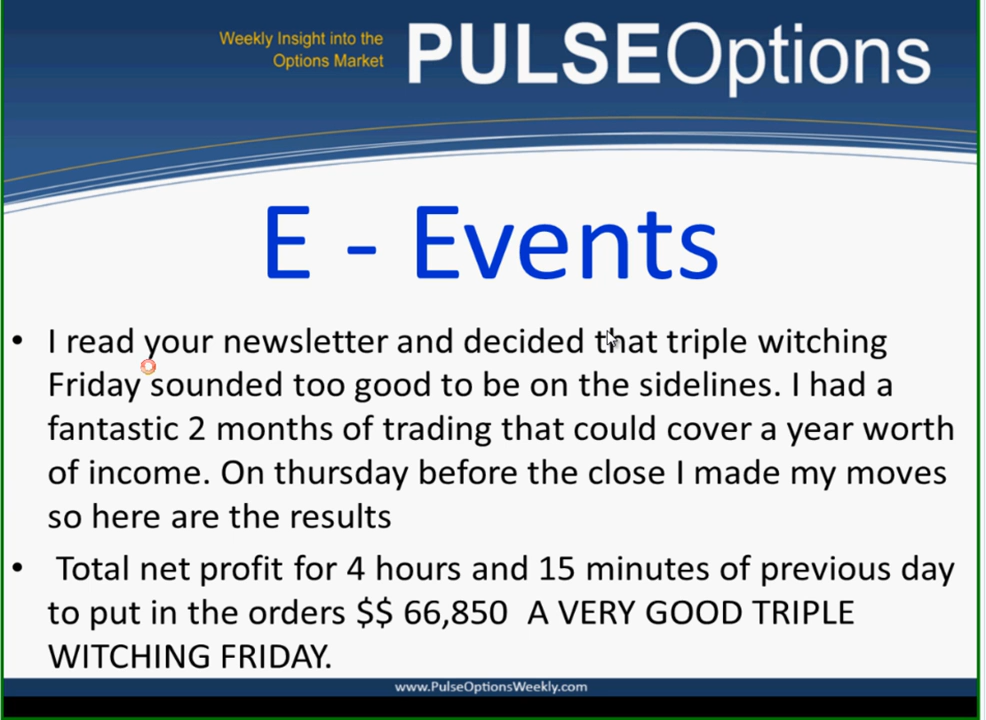 Weekly Insight into the
Options Market
PULSEOptions
E - Events
• I read your newsletter and decided that triple witching
Friday sounded too good to be on the sidelines. I had a
fantastic 2 months of trading that could cover a year worth
of income. On thursday before the close I made my moves
so here are the results
• Total net profit for 4 hours and 15 minutes of previous day
to put in the orders $$ 66,850 A VERY GOOD TRIPLE
WITCHING FRIDAY.
www.PulseOptionsWeekly.com